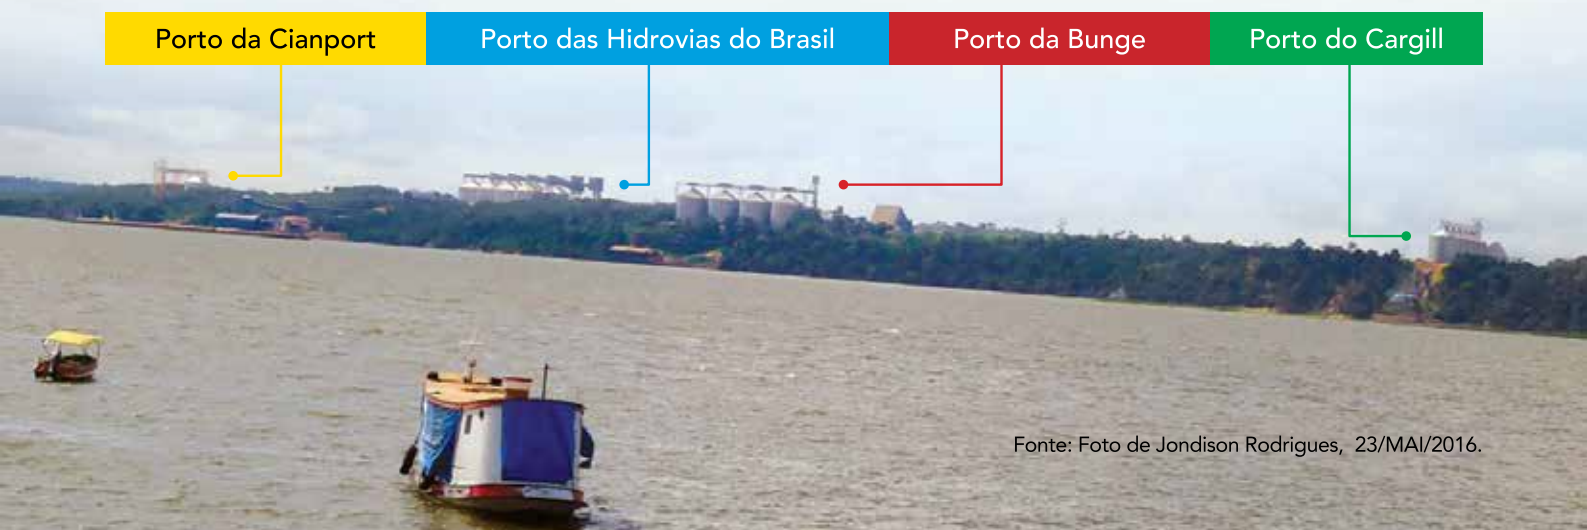 Porto da Cianport
Porto das Hidrovias do Brasil
Porto da Bunge
Porto do Cargill
Fonte: Foto de Jondison Rodrigues, 23/MAI/2016.